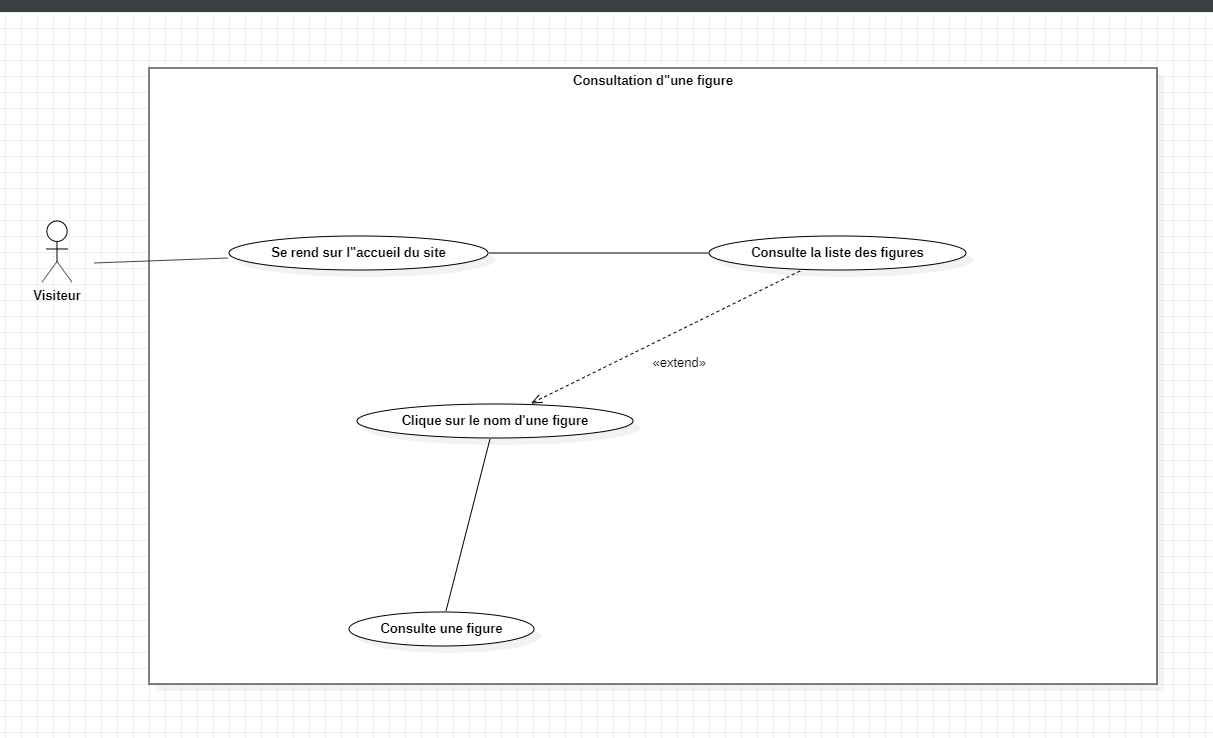 Consultation d"une figure
Se rend sur l"accueil du site
Consulte la liste des figures
Visiteur
«extend»
Clique sur le nom d'une figure
Consulte une figure